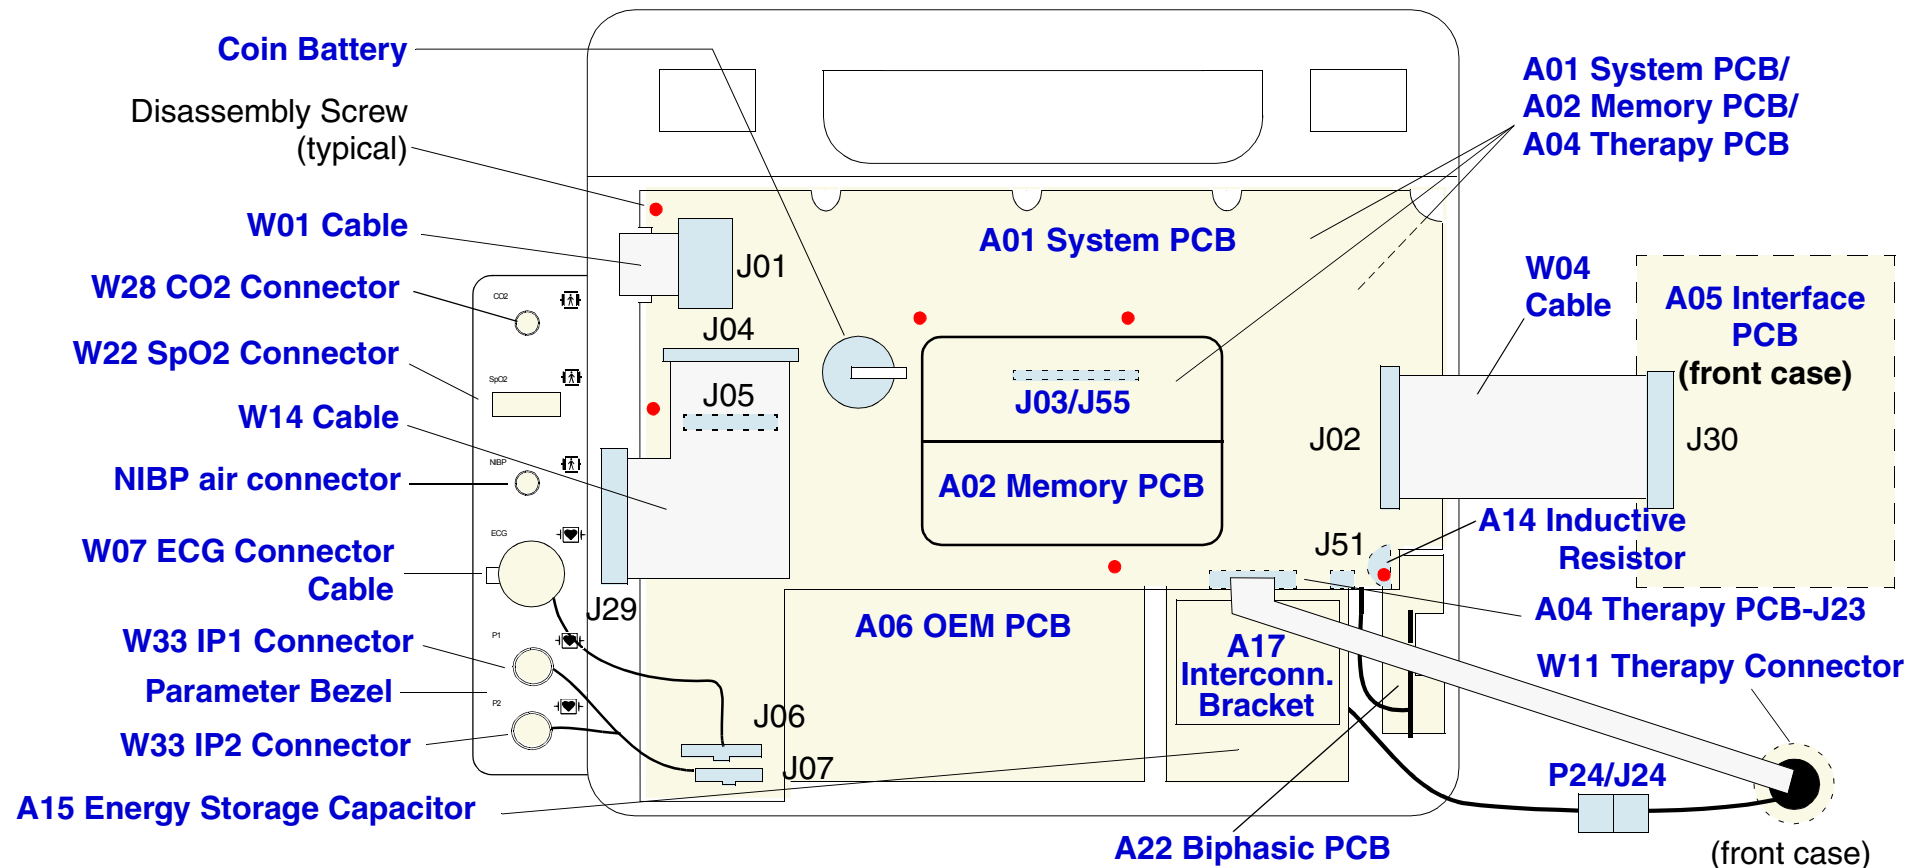 Coin Battery
Disassembly Screw
(typical)
W01 Cable
W28 CO2 Connector
W22 SpO2 Connector
W14 Cable
NIBP air connector
W07 ECG Connector
Cable
W33 IP1 Connector
Parameter Bezel
W33 IP2 Connector
A15 Energy Storage Capacitor
CO2
SpO2
NIBP
ECG
P1
P2
J01
J04
J05
J29
J06
J07
A01 System PCB
J03/J55
A02 Memory PCB
A06 OEM PCB
A17
Interconn.
Bracket
J02
J51
A01 System PCB/
A02 Memory PCB/
A04 Therapy PCB
W04
Cable
A05 Interface
PCB
(front case)
J30
A14 Inductive
Resistor
A04 Therapy PCB-J23
W11 Therapy Connector
P24/J24
A22 Biphasic PCB
(front case)